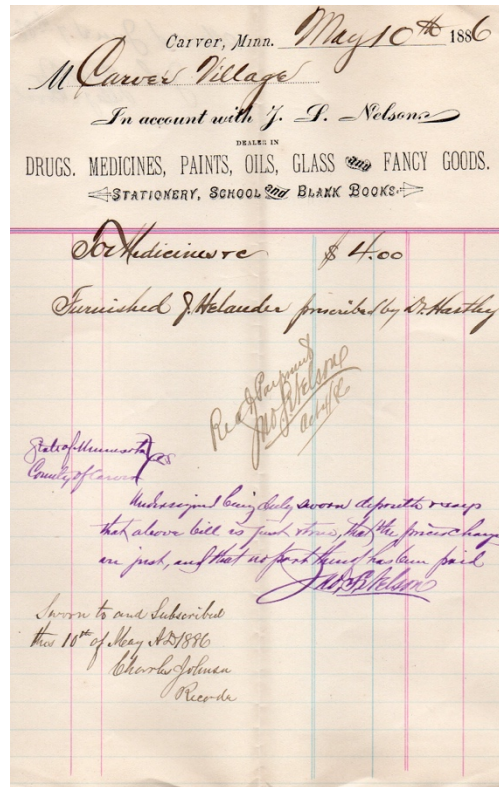 Carver, Minn. May 10th 1886
M Carver Village
In account with J. S. Nelson
DEALER IN
DRUGS. MEDICINES, PAINTS, OILS, GLASS and FANCY GOODS.
STATIONERY, SCHOOL and BLANK BOOKS.
To Medicines &c $ 4.00
Furnished J. Helander prescribed by Dr. Hartley
Recd Payment
Jno S Nelson
State of Minnesota } ss
County of Carver
Undersigned being duly sworn deposeth & says
that above bill is just & true, that the prices charged
are just, and that no part thereof has been paid
Jno S Nelson
Sworn to and Subscribed
this 10th of May AD 1886
Charles Johnson
Recorder